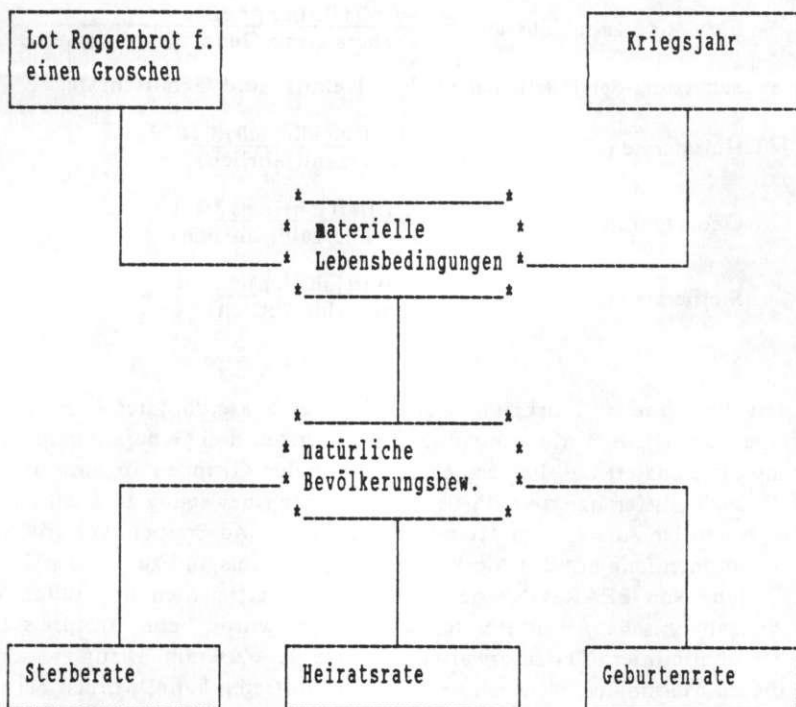 Lot Roggenbrot f.
einen Groschen
Kriegsjahr
materielle
Lebensbedingungen
natürliche
Bevölkerungsbew.
Sterberate
Heiratsrate
Geburtenrate